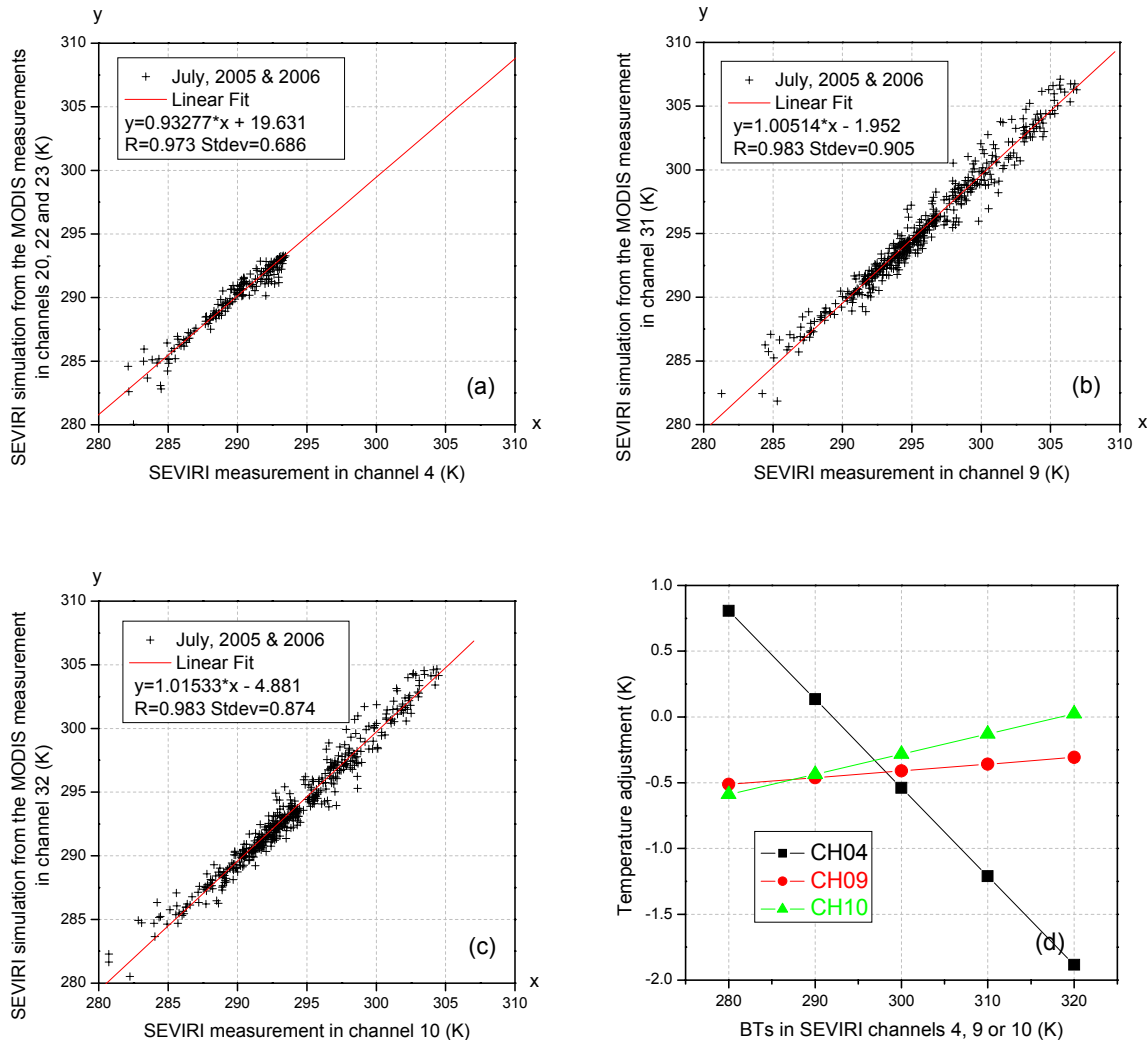 y
SEVIRI simulation from the MODIS measurements
in channels 20, 22 and 23 (K)
310
305
300
295
290
285
280
July, 2005 & 2006
Linear Fit
y=0.93277*x + 19.631
R=0.973 Stdev=0.686
(a)
x
280 285 290 295 300 305 310
SEVIRI measurement in channel 4 (K)
y
SEVIRI simulation from the MODIS measurement
in channel 31 (K)
310
305
300
295
290
285
280
July, 2005 & 2006
Linear Fit
y=1.00514*x - 1.952
R=0.983 Stdev=0.905
(b)
x
280 285 290 295 300 305 310
SEVIRI measurement in channel 9 (K)
y
SEVIRI simulation from the MODIS measurement
in channel 32 (K)
310
305
300
295
290
285
280
July, 2005 & 2006
Linear Fit
y=1.01533*x - 4.881
R=0.983 Stdev=0.874
(c)
x
280 285 290 295 300 305 310
SEVIRI measurement in channel 10 (K)
Temperature adjustment (K)
1.0
0.5
0.0
-0.5
-1.0
-1.5
-2.0
CH04
CH09
CH10
(d)
280 290 300 310 320
BTs in SEVIRI channels 4, 9 or 10 (K)